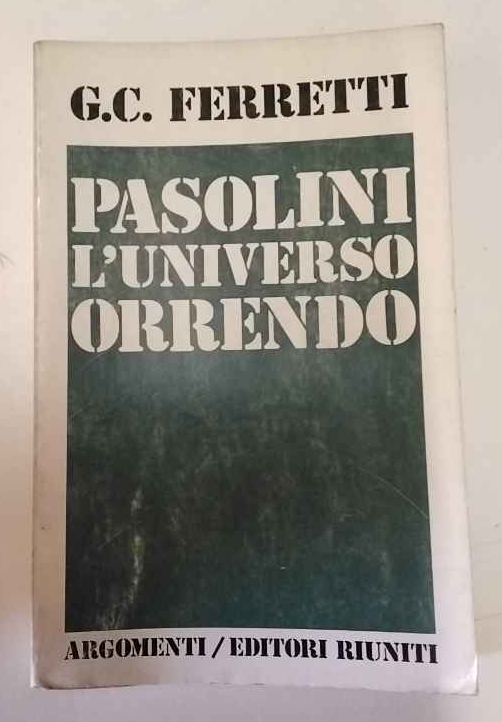 G.C. FERRETTI
PASOLINI
L'UNIVERSO
ORRENDO
ARGOMENTI / EDITORI RIUNITI